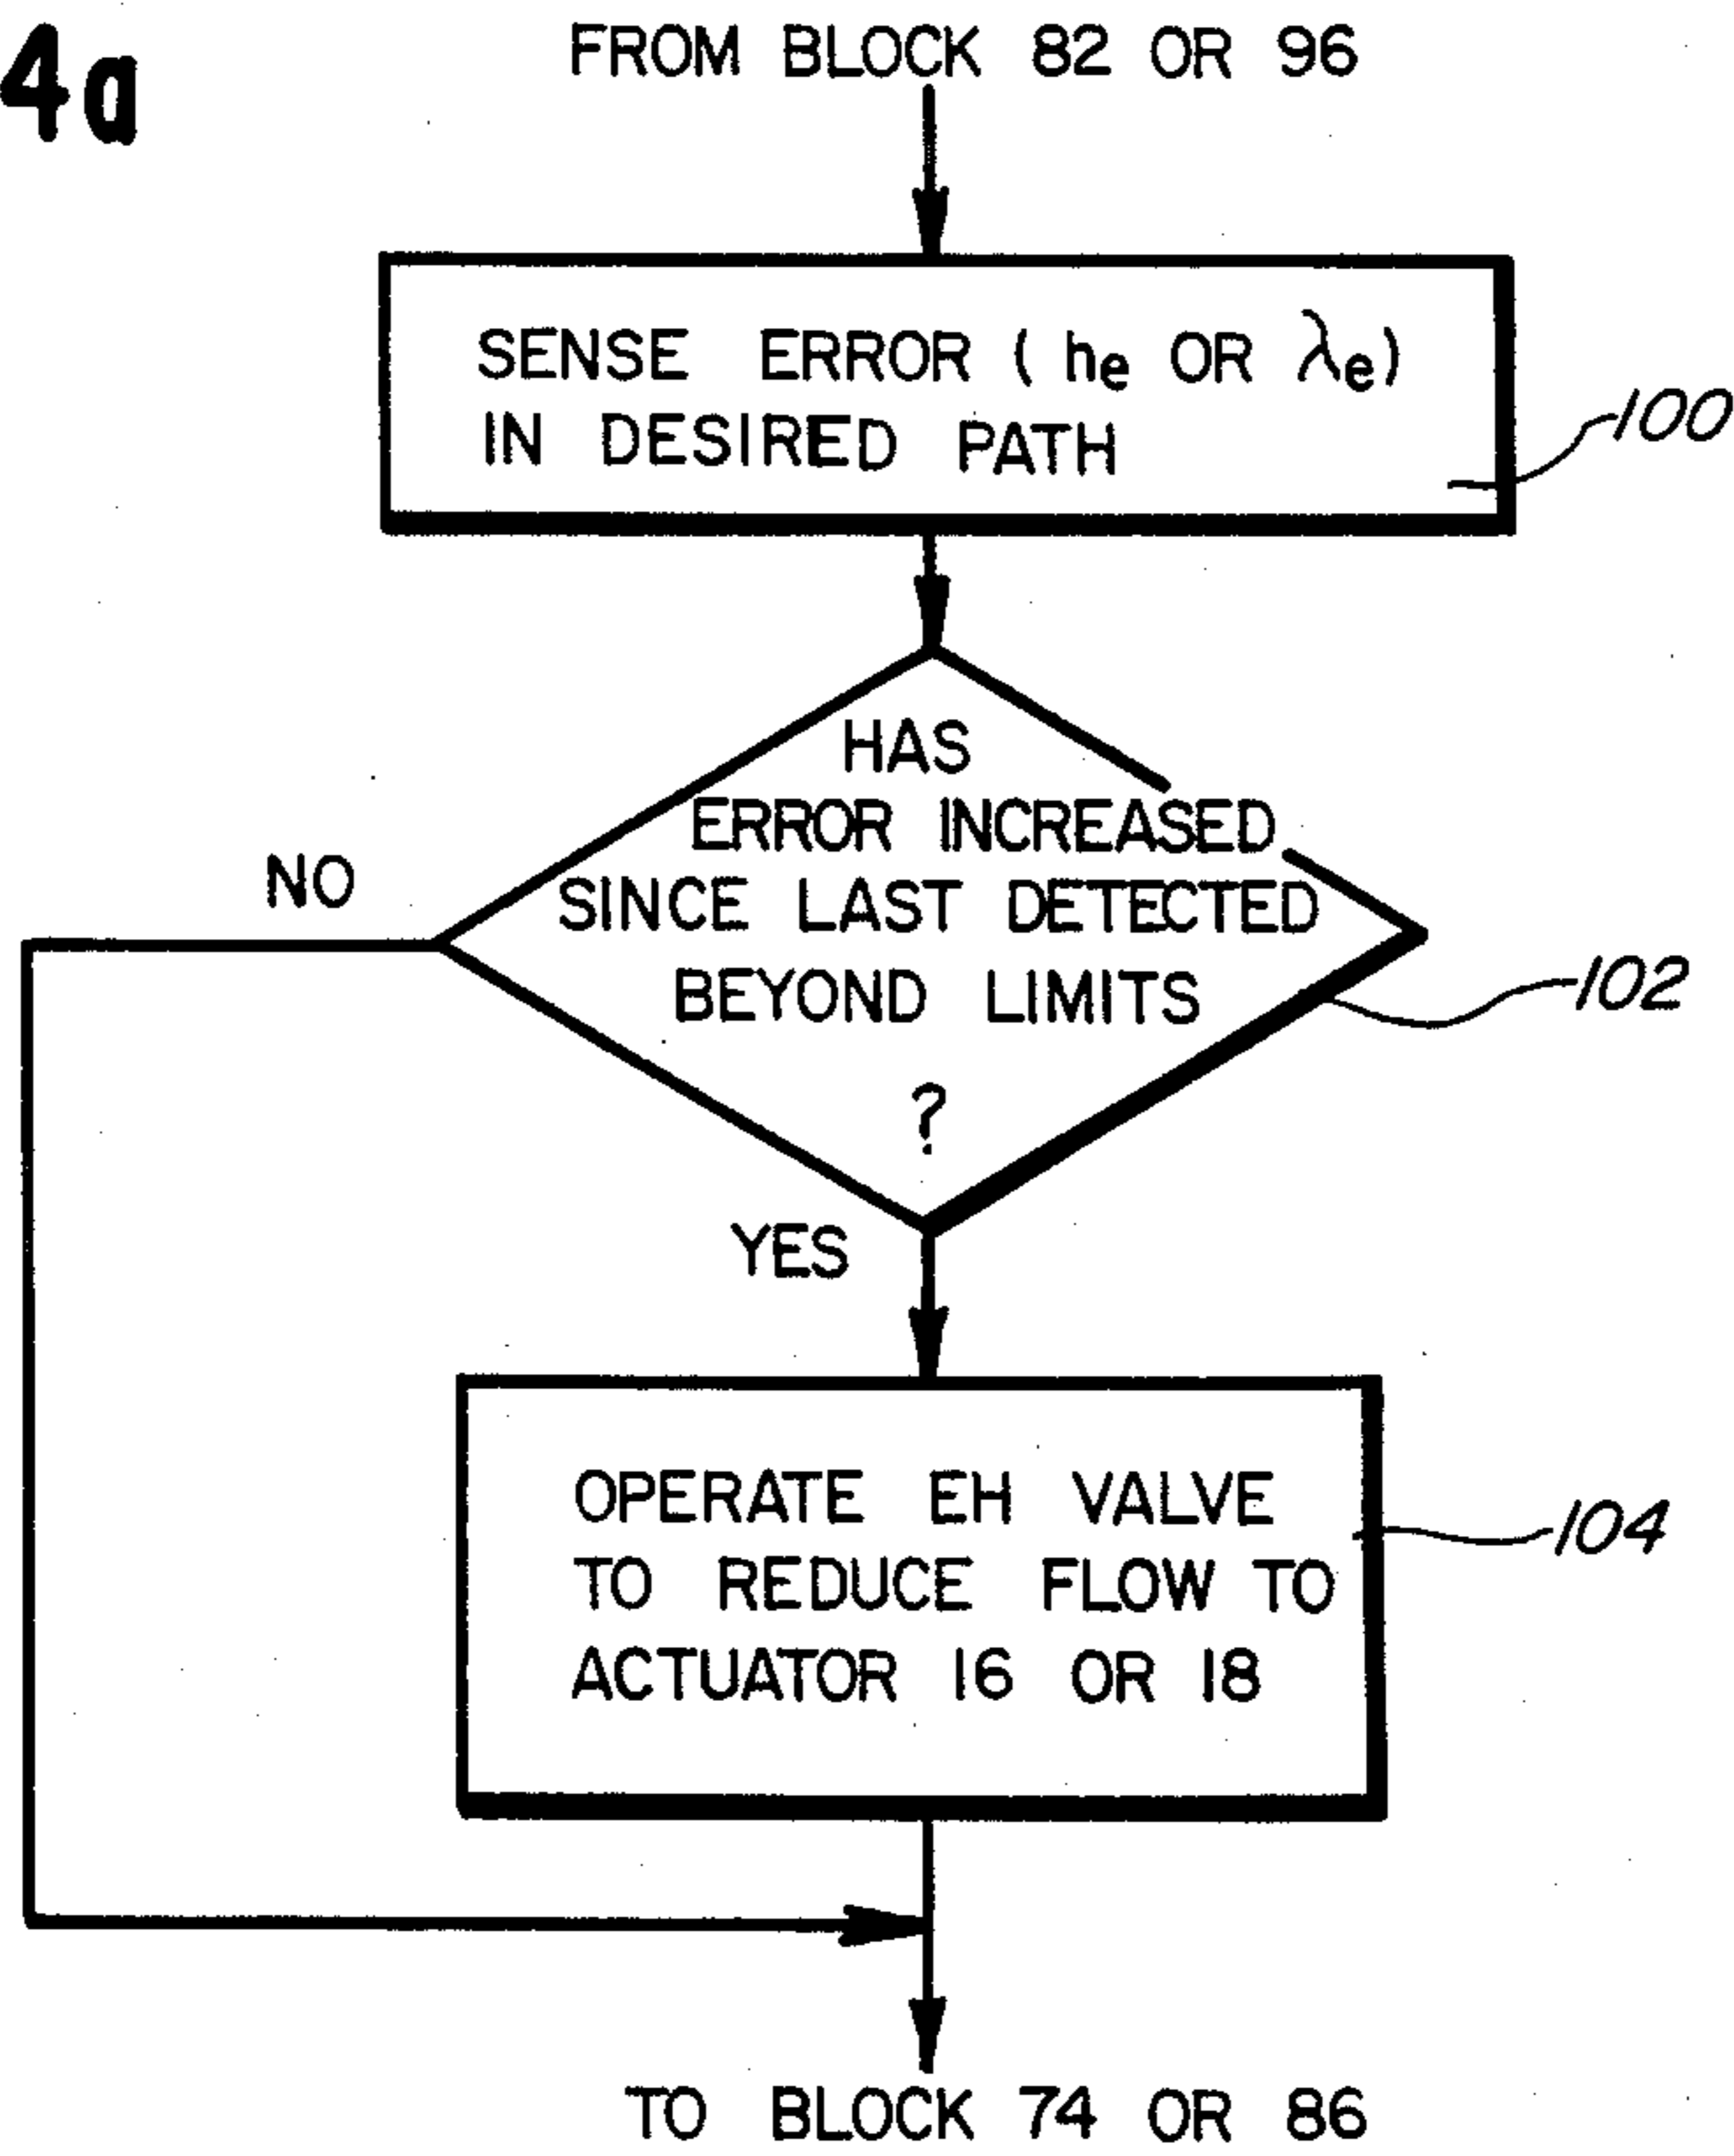 4a
FROM BLOCK 82 OR 96
SENSE ERROR (he OR λe)
IN DESIRED PATH
100
HAS
ERROR INCREASED
SINCE LAST DETECTED
BEYOND LIMITS
?
NO
102
YES
OPERATE EH VALVE
TO REDUCE FLOW TO
ACTUATOR 16 OR 18
104
TO BLOCK 74 OR 86